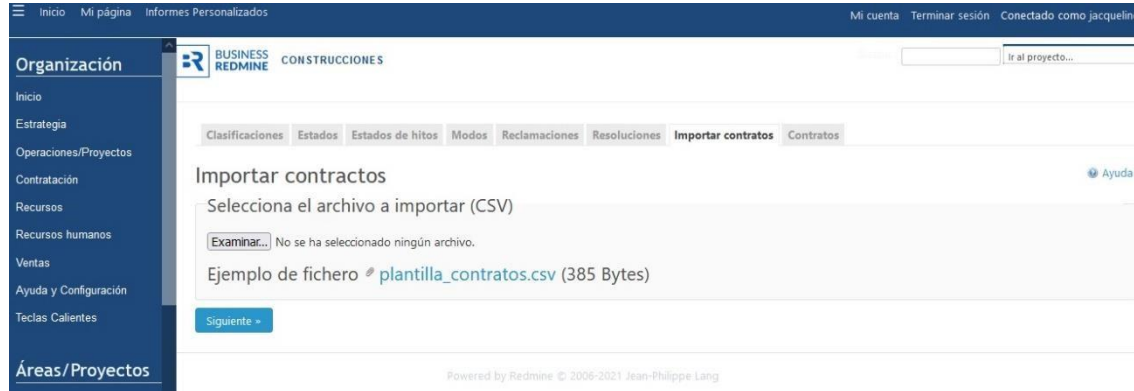 ☰ Inicio Mi página Informes Personalizados Mi cuenta Terminar sesión Conectado como jacqueline
Organización
Inicio
Estrategia
Operaciones/Proyectos
Contratación
Recursos
Recursos humanos
Ventas
Ayuda y Configuración
Teclas Calientes
Áreas/Proyectos
BUSINESS
REDMINE
CONSTRUCCIONES
Ir al proyecto...
Clasificaciones Estados Estados de hitos Modos Reclamaciones Resoluciones Importar contratos Contratos
Importar contractos
Ayuda
Selecciona el archivo a importar (CSV)
Examinar... No se ha seleccionado ningún archivo.
Ejemplo de fichero plantilla_contratos.csv (385 Bytes)
Siguiente »
Powered by Redmine © 2006-2021 Jean-Philippe Lang